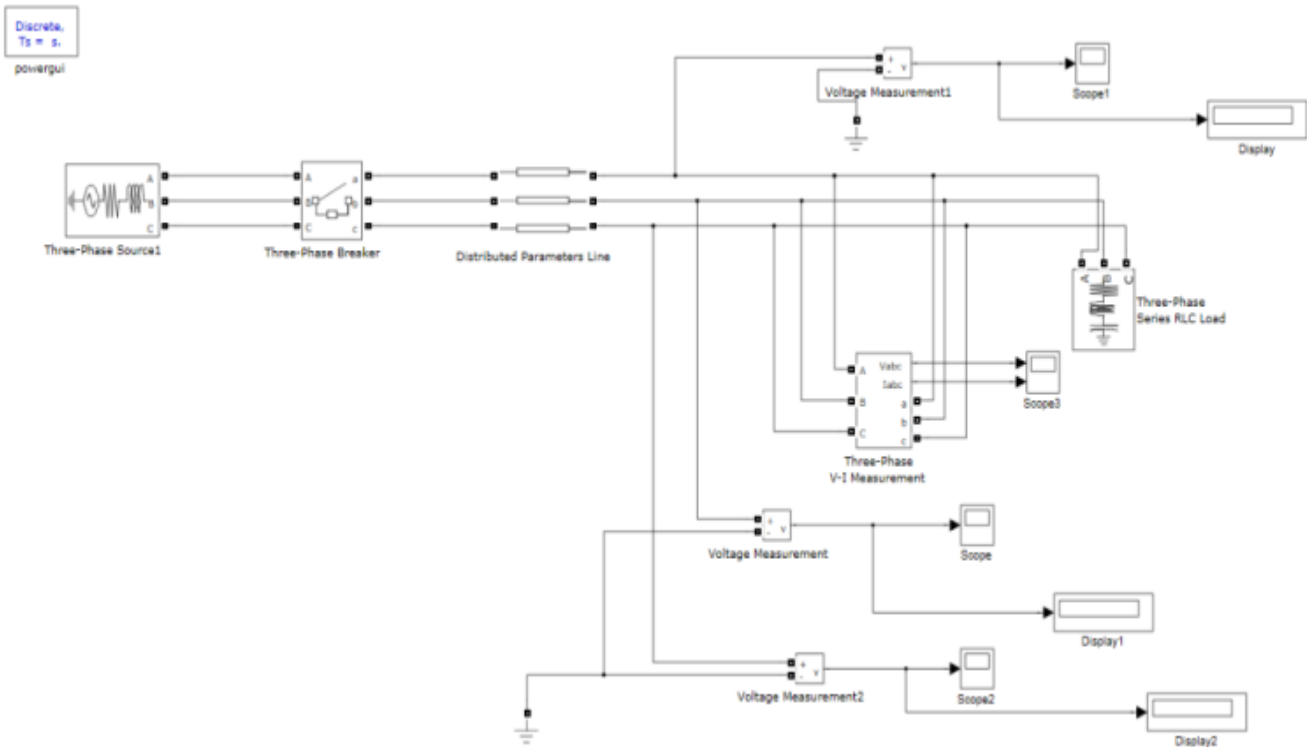 Discrete,
Ts = s.
powergui
+
-
v
Voltage Measurement1
Scope1
Display
A
B
C
Three-Phase Source1
A
B
C
a
b
c
Three-Phase Breaker
Distributed Parameters Line
A
B
C
Three-Phase
Series RLC Load
A
B
C
Vabc
Iabc
a
b
c
Three-Phase
V-I Measurement
Scope3
+
-
v
Voltage Measurement
Scope
Display1
+
-
v
Voltage Measurement2
Scope2
Display2